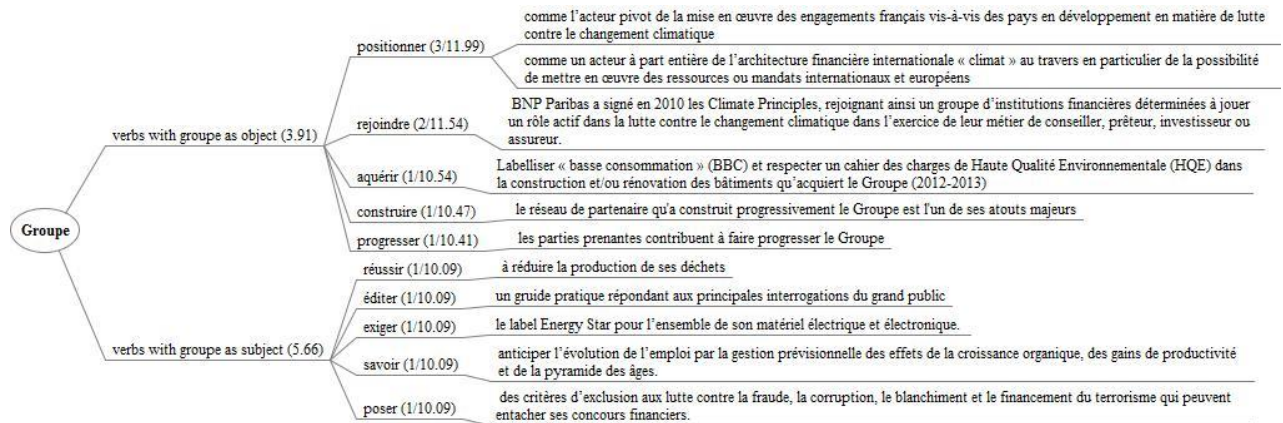 comme l'acteur pivot de la mise en œuvre des engagements français vis-à-vis des pays en développement en matière de lutte
contre le changement climatique
positionner (3/11.99)
comme un acteur à part entière de l'architecture financière internationale « climat » au travers en particulier de la possibilité
de mettre en œuvre des ressources ou mandats internationaux et européens
BNP Paribas a signé en 2010 les Climate Principles, rejoignant ainsi un groupe d'institutions financières déterminées à jouer
un rôle actif dans la lutte contre le changement climatique dans l'exercice de leur métier de conseiller, prêteur, investisseur ou
assureur.
rejoindre (2/11.54)
verbs with groupe as object (3.91)
Labelliser « basse consommation » (BBC) et respecter un cahier des charges de Haute Qualité Environnementale (HQE) dans
la construction et/ou rénovation des bâtiments qu'acquiert le Groupe (2012-2013)
aquérir (1/10.54)
construire (1/10.47)
le réseau de partenaire qu'a construit progressivement le Groupe est l'un de ses atouts majeurs
Groupe
progresser (1/10.41)
les parties prenantes contribuent à faire progresser le Groupe
réussir (1/10.09)
à réduire la production de ses déchets
éditer (1/10.09)
un gruide pratique répondant aux principales interrogations du grand public
exiger (1/10.09)
le label Energy Star pour l'ensemble de son matériel électrique et électronique.
verbs with groupe as subject (5.66)
savoir (1/10.09)
anticiper l'évolution de l'emploi par la gestion prévisionnelle des effets de la croissance organique, des gains de productivité
et de la pyramide des âges.
poser (1/10.09)
des critères d'exclusion aux lutte contre la fraude, la corruption, le blanchiment et le financement du terrorisme qui peuvent
entacher ses concours financiers.